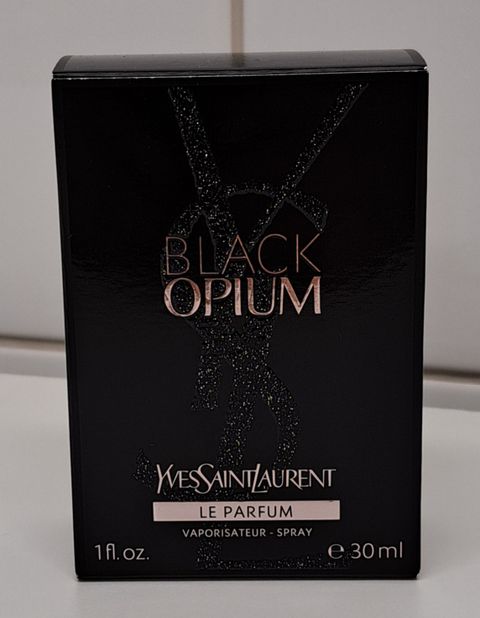 BLACK
OPIUM
YVESSAINTLAURENT
LE PARFUM
VAPORISATEUR - SPRAY
1 fl. oz. ℮ 30 ml